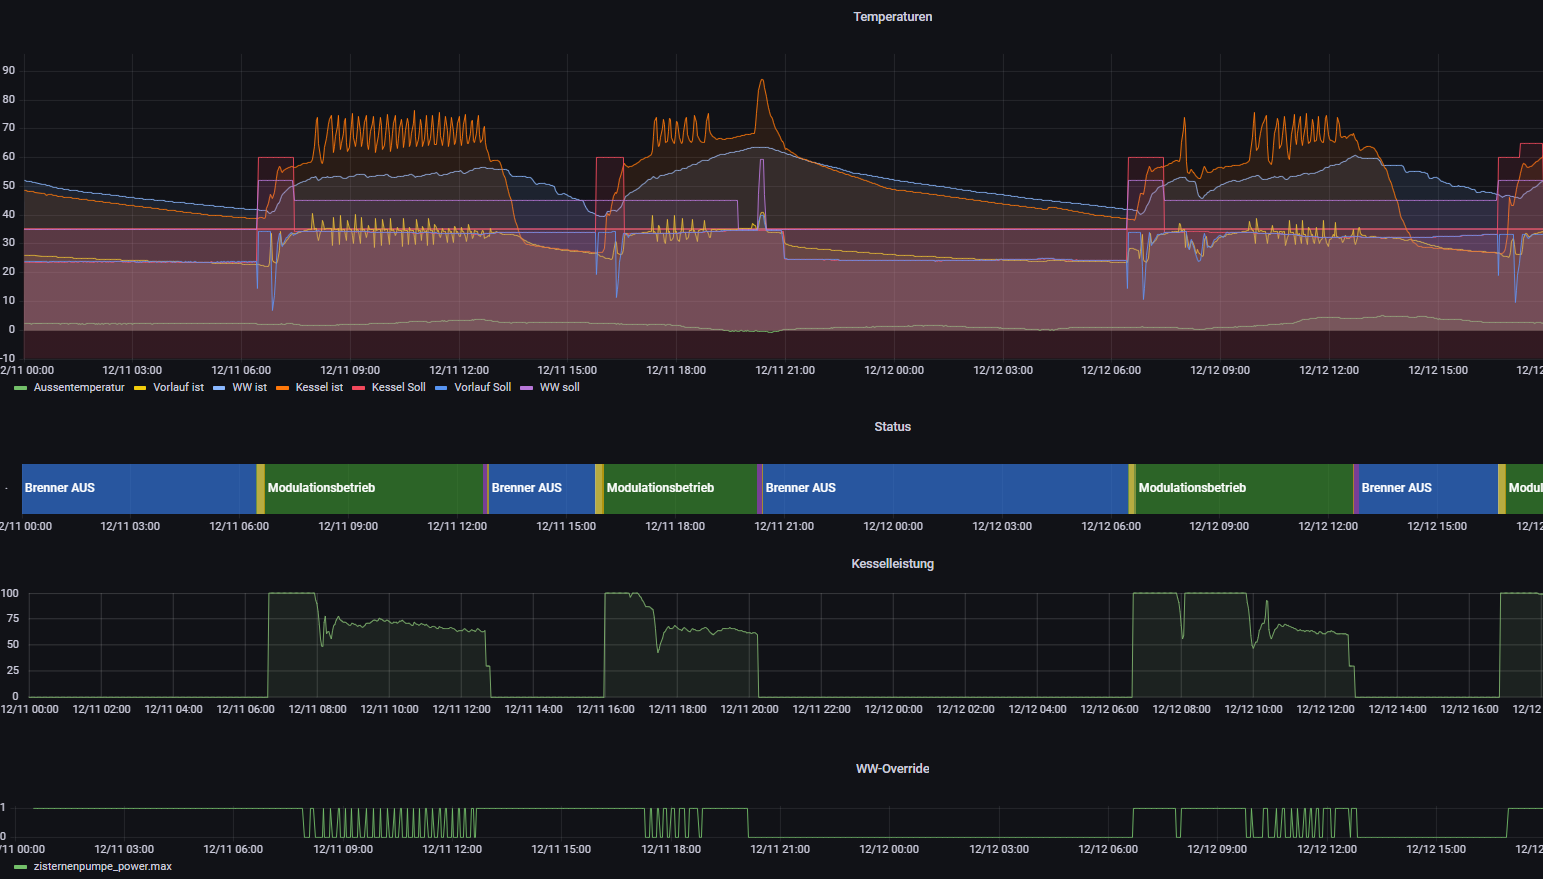 Temperaturen
90
80
70
60
50
40
30
20
10
0
-10
2/11 00:00 12/11 03:00 12/11 06:00 12/11 09:00 12/11 12:00 12/11 15:00 12/11 18:00 12/11 21:00 12/12 00:00 12/12 03:00 12/12 06:00 12/12 09:00 12/12 12:00 12/12 15:00 12/12
Aussentemperatur Vorlauf ist WW ist Kessel ist Kessel Soll Vorlauf Soll WW soll
Status
Brenner AUS Modulationsbetrieb Brenner AUS Modulationsbetrieb Brenner AUS Modulationsbetrieb Brenner AUS Modul
2/11 00:00 12/11 03:00 12/11 06:00 12/11 09:00 12/11 12:00 12/11 15:00 12/11 18:00 12/11 21:00 12/12 00:00 12/12 03:00 12/12 06:00 12/12 09:00 12/12 12:00 12/12 15:00 12/12
Kesselleistung
100
75
50
25
0
12/11 00:00 12/11 02:00 12/11 04:00 12/11 06:00 12/11 08:00 12/11 10:00 12/11 12:00 12/11 14:00 12/11 16:00 12/11 18:00 12/11 20:00 12/11 22:00 12/12 00:00 12/12 02:00 12/12 04:00 12/12 06:00 12/12 08:00 12/12 10:00 12/12 12:00 12/12 14:00 12/12 16:00 12/12
WW-Override
1
0
/11 00:00 12/11 03:00 12/11 06:00 12/11 09:00 12/11 12:00 12/11 15:00 12/11 18:00 12/11 21:00 12/12 00:00 12/12 03:00 12/12 06:00 12/12 09:00 12/12 12:00 12/12 15:00 12/12
zisternenpumpe_power.max